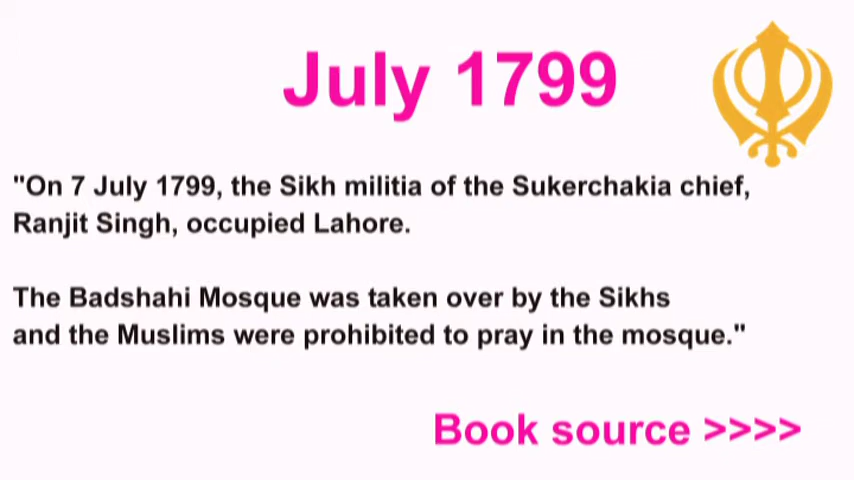 July 1799
"On 7 July 1799, the Sikh militia of the Sukerchakia chief,
Ranjit Singh, occupied Lahore.
The Badshahi Mosque was taken over by the Sikhs
and the Muslims were prohibited to pray in the mosque."
Book source >>>>